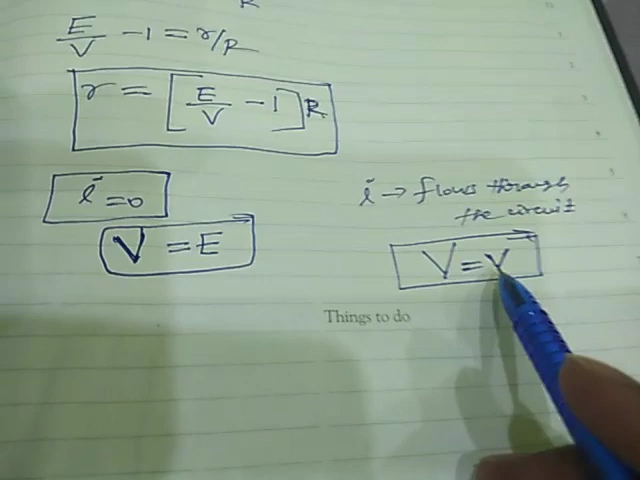 E/V - 1 = r/R
r = [E/V - 1] R
i = 0
V = E
i → flows through
the circuit
V = V
Things to do